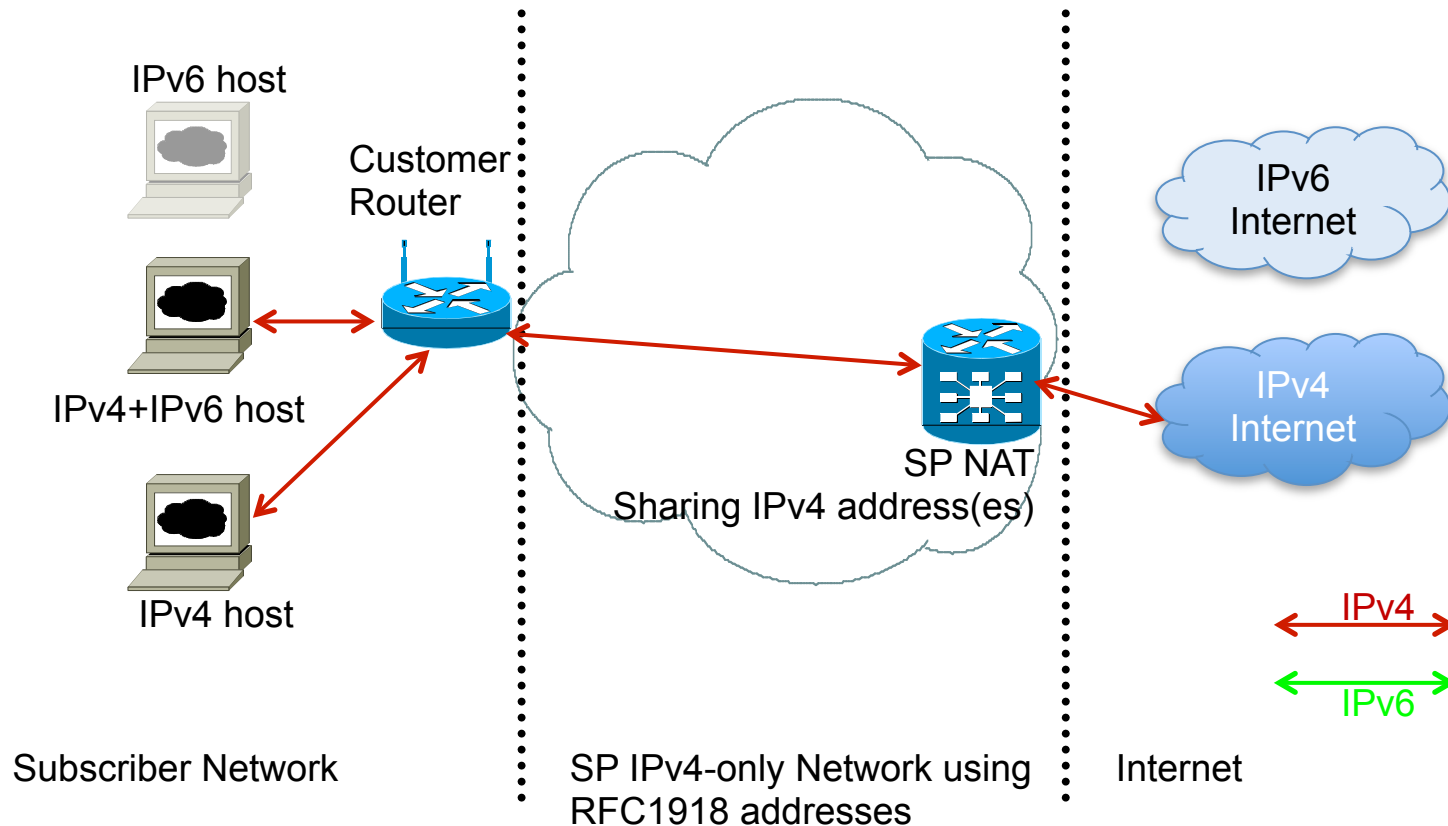 IPv6 host
Customer
Router
IPv6
Internet
IPv4+IPv6 host
IPv4
Internet
SP NAT
Sharing IPv4 address(es)
IPv4 host
IPv4
IPv6
Subscriber Network
SP IPv4-only Network using
RFC1918 addresses
Internet